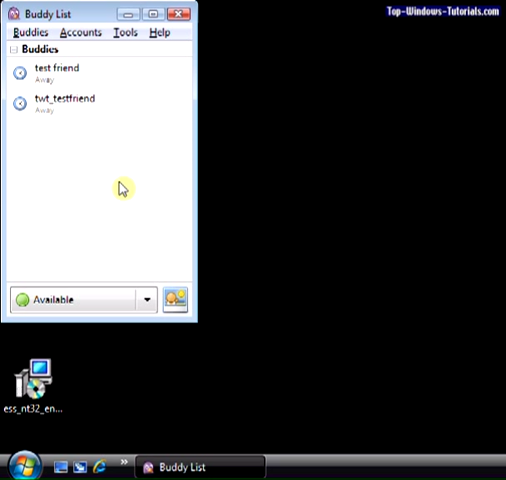 Top-Windows-Tutorials.com
Buddy List
Buddies Accounts Tools Help
Buddies
test friend
Away
twt_testfriend
Away
Available
ess_nt32_en...
Buddy List